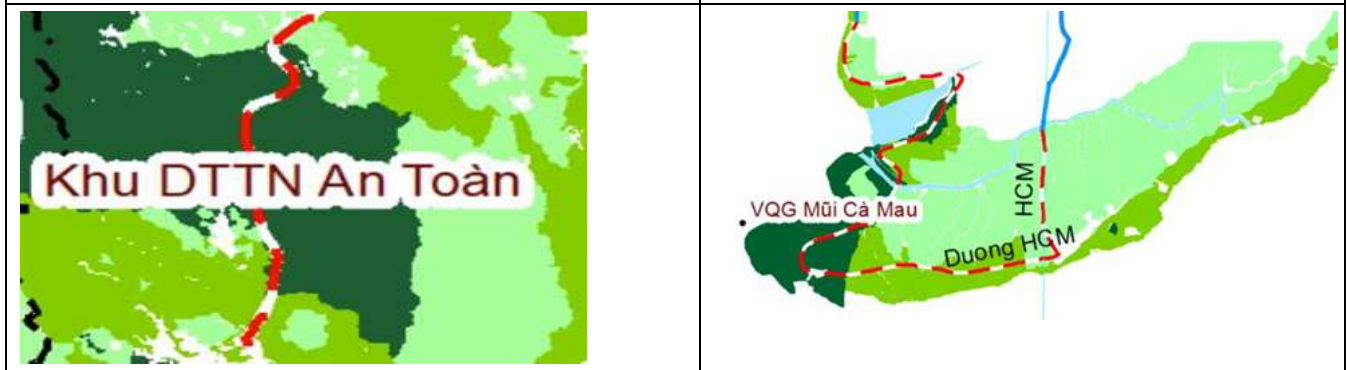 Khu DTTN An Toàn
VQG Mũi Cà Mau
HCM
Duong HCM